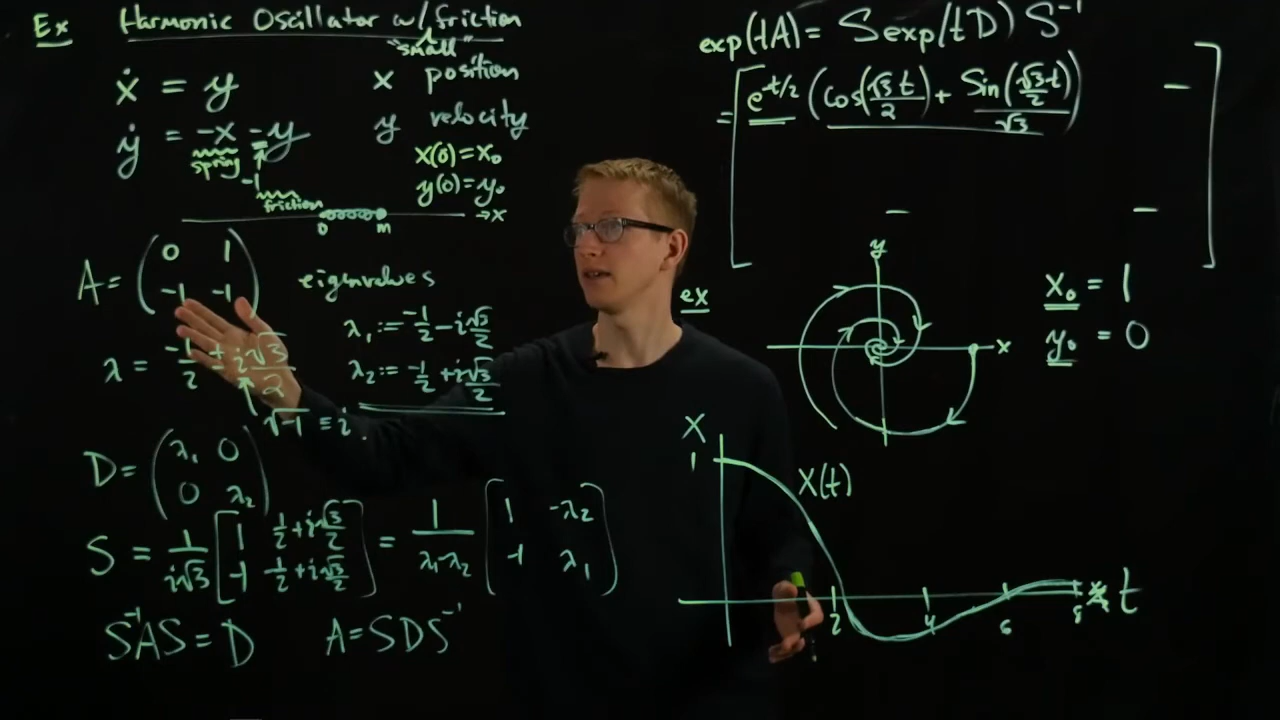 Ex Harmonic Oscillator w/ friction
"small"
ẋ = y
x position
ẏ = -x -y
y velocity
spring
-1
friction
x(0)=x₀
y(0)=y₀
0 m → x
A = ( 0 1
-1 -1 )
eigenvalues
λ₁ := -1/2 - i√3/2
λ = -1/2 ± i√3/2
λ₂ := -1/2 + i√3/2
√-1 ≡ i
D = ( λ₁ 0
0 λ₂ )
S = 1/(i√3) [ 1 1/2+i√3/2
-1 -1/2+i√3/2 ] = 1/(λ₁-λ₂) [ 1 -λ₂
-1 λ₁ ]
S⁻¹AS = D A = SDS⁻¹
exp(tA) = S exp(tD) S⁻¹
= [ e^(-t/2) (cos(√3t/2) + sin(√3t/2)/√3) –
– – ]
ex
y
x
x₀ = 1
y₀ = 0
X
1
X(t)
2 4 6 8 t